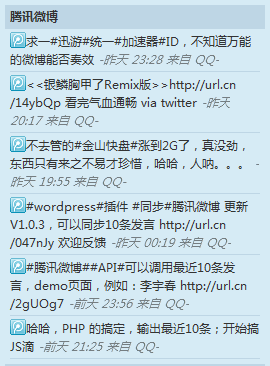 腾讯微博
求一#迅游#统一#加速器#ID，不知道万能
的微博能否奏效 -昨天 23:28 来自 QQ-
<<银鳞胸甲了Remix版>>http://url.cn
/14ybQp 看完气血通畅 via twitter -昨天
20:17 来自 QQ-
不去管的#金山快盘#涨到2G了，真没劲，
东西只有来之不易才珍惜，哈哈，人呐。。。 -
昨天 19:55 来自 QQ-
#wordpress#插件 #同步#腾讯微博 更新
V1.0.3，可以同步10条发言 http://url.cn
/047nJy 欢迎反馈 -昨天 00:19 来自 QQ-
#腾讯微博##API#可以调用最近10条发
言，demo页面，例如：李宇春 http://url.cn
/2gUOg7 -前天 23:56 来自 QQ-
哈哈，PHP 的搞定，输出最近10条；开始搞
JS滴 -前天 21:25 来自 QQ-